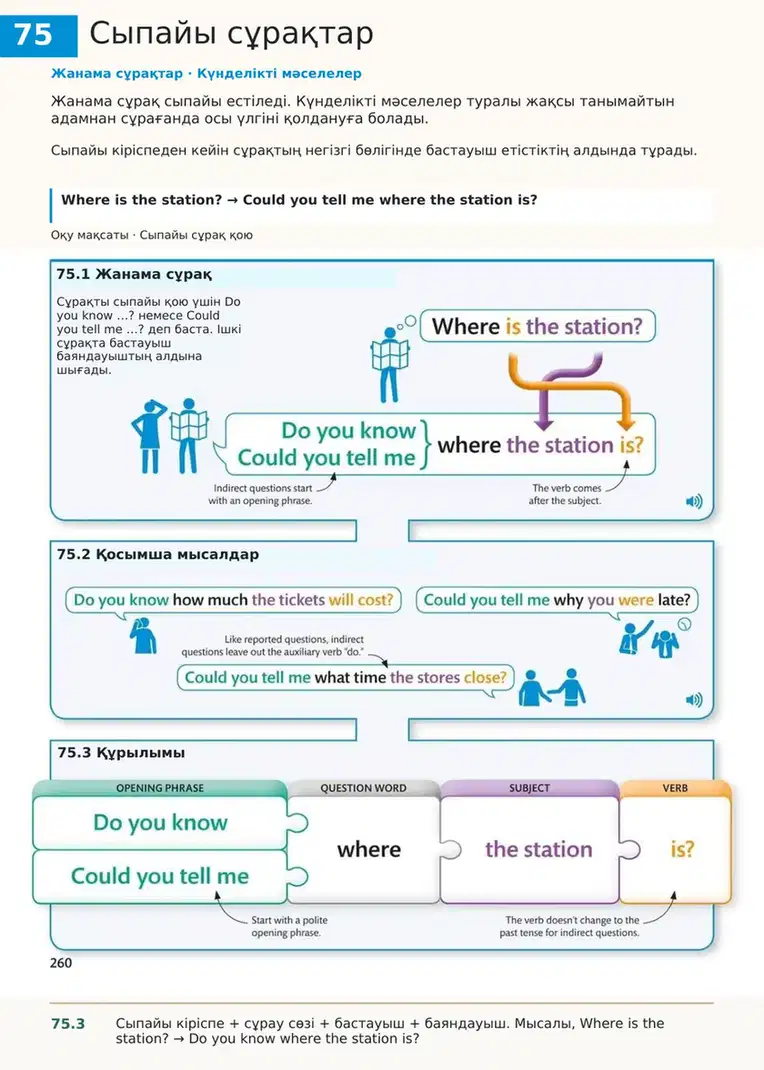 75 Сыпайы сұрақтар
Жанама сұрақтар · Күнделікті мәселелер
Жанама сұрақ сыпайы естіледі. Күнделікті мәселелер туралы жақсы танымайтын
адамнан сұрағанда осы үлгіні қолдануға болады.
Сыпайы кіріспеден кейін сұрақтың негізгі бөлігінде бастауыш етістіктің алдында тұрады.
Where is the station? → Could you tell me where the station is?
Оқу мақсаты · Сыпайы сұрақ қою
75.1 Жанама сұрақ
Сұрақты сыпайы қою үшін Do
you know ...? немесе Could
you tell me ...? деп баста. Ішкі
сұрақта бастауыш
баяндауыштың алдына
шығады.
Where is the station?
Do you know
Could you tell me
where the station is?
Indirect questions start
with an opening phrase.
The verb comes
after the subject.
75.2 Қосымша мысалдар
Do you know how much the tickets will cost?
Could you tell me why you were late?
Like reported questions, indirect
questions leave out the auxiliary verb "do."
Could you tell me what time the stores close?
75.3 Құрылымы
OPENING PHRASE QUESTION WORD SUBJECT VERB
Do you know
Could you tell me
where
the station
is?
Start with a polite
opening phrase.
The verb doesn't change to the
past tense for indirect questions.
260
75.3 Сыпайы кіріспе + сұрау сөзі + бастауыш + баяндауыш. Мысалы, Where is the
station? → Do you know where the station is?